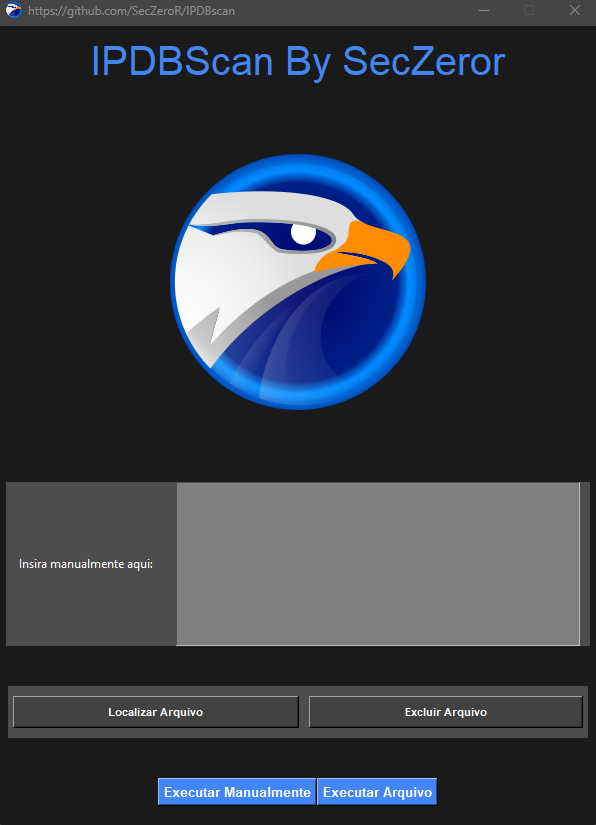 https://github.com/SecZeroR/IPDBscan
IPDBScan By SecZeror
Insira manualmente aqui:
Localizar Arquivo
Excluir Arquivo
Executar Manualmente
Executar Arquivo